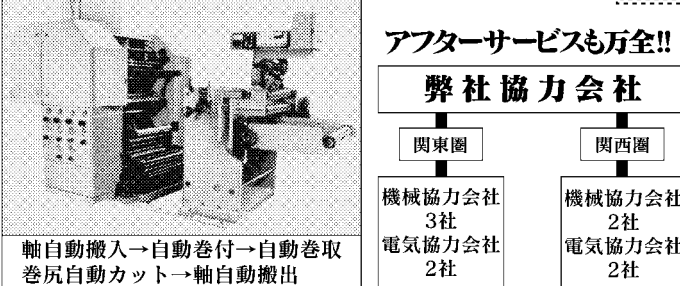 軸自動搬入→自動巻付→自動巻取
巻尻自動カット→軸自動搬出
アフターサービスも万全!!
弊社協力会社
関東圏
機械協力会社
3社
電気協力会社
2社
関西圏
機械協力会社
2社
電気協力会社
2社